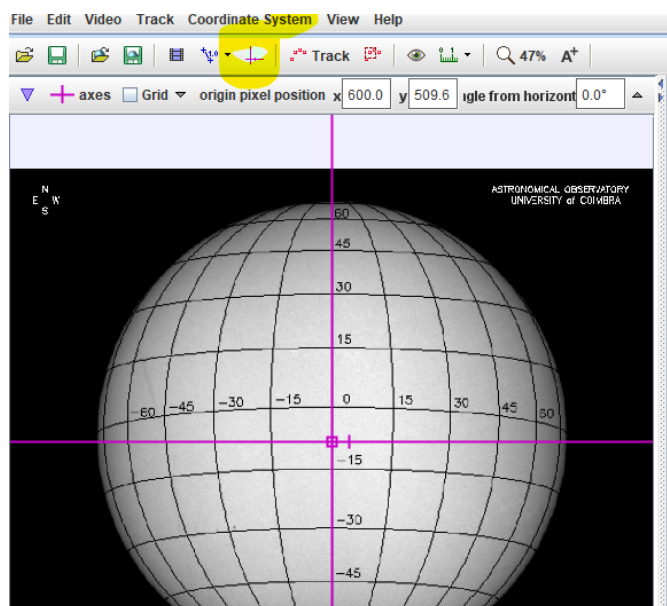 File Edit Video Track Coordinate System View Help
Track 47% A+
axes Grid origin pixel position x 600.0 y 509.6 ngle from horizont 0.0°
N
E W
S
ASTRONOMICAL OBSERVATORY
UNIVERSITY of COIMBRA
60
45
30
15
-60 -45 -30 -15 0 15 30 45 60
-15
-30
-45